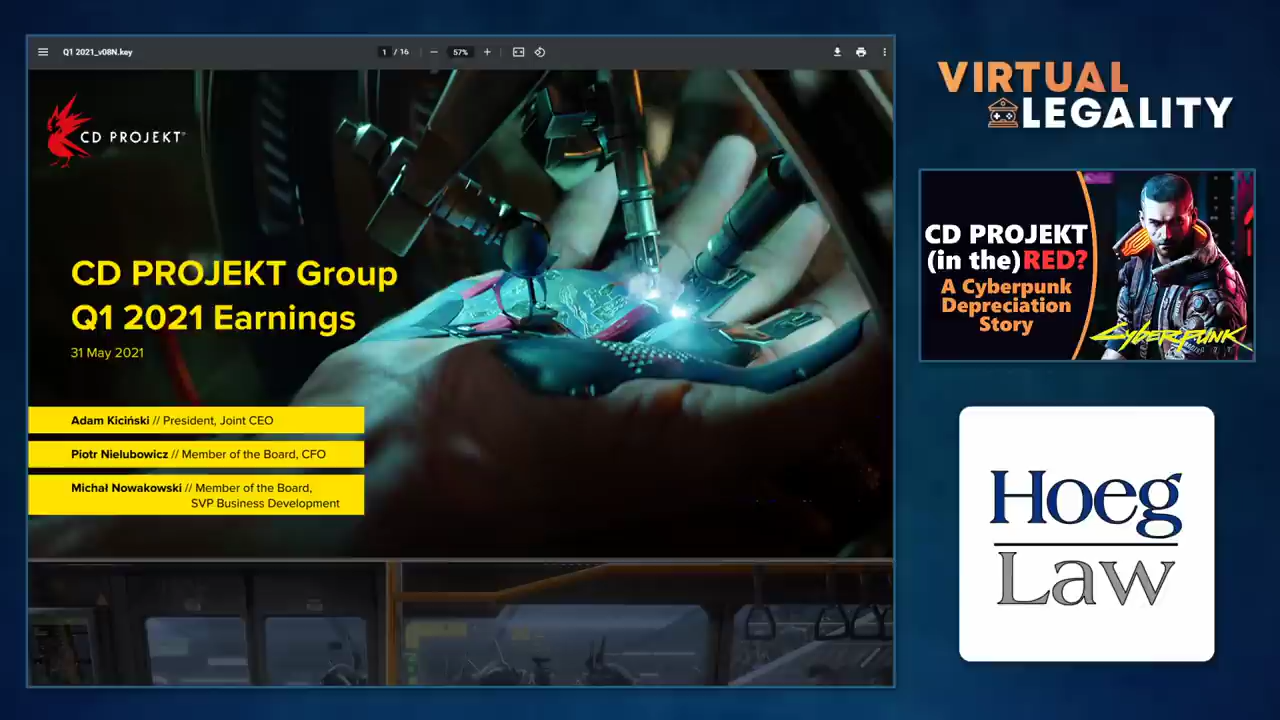 Q1 2021_v08N.key
1 / 16
57%
CD PROJEKT®
CD PROJEKT Group
Q1 2021 Earnings
31 May 2021
Adam Kiciński // President, Joint CEO
Piotr Nielubowicz // Member of the Board, CFO
Michał Nowakowski // Member of the Board,
SVP Business Development
VIRTUAL
LEGALITY
CD PROJEKT
(in the) RED?
A Cyberpunk
Depreciation
Story
CYBERPUNK
Hoeg
Law